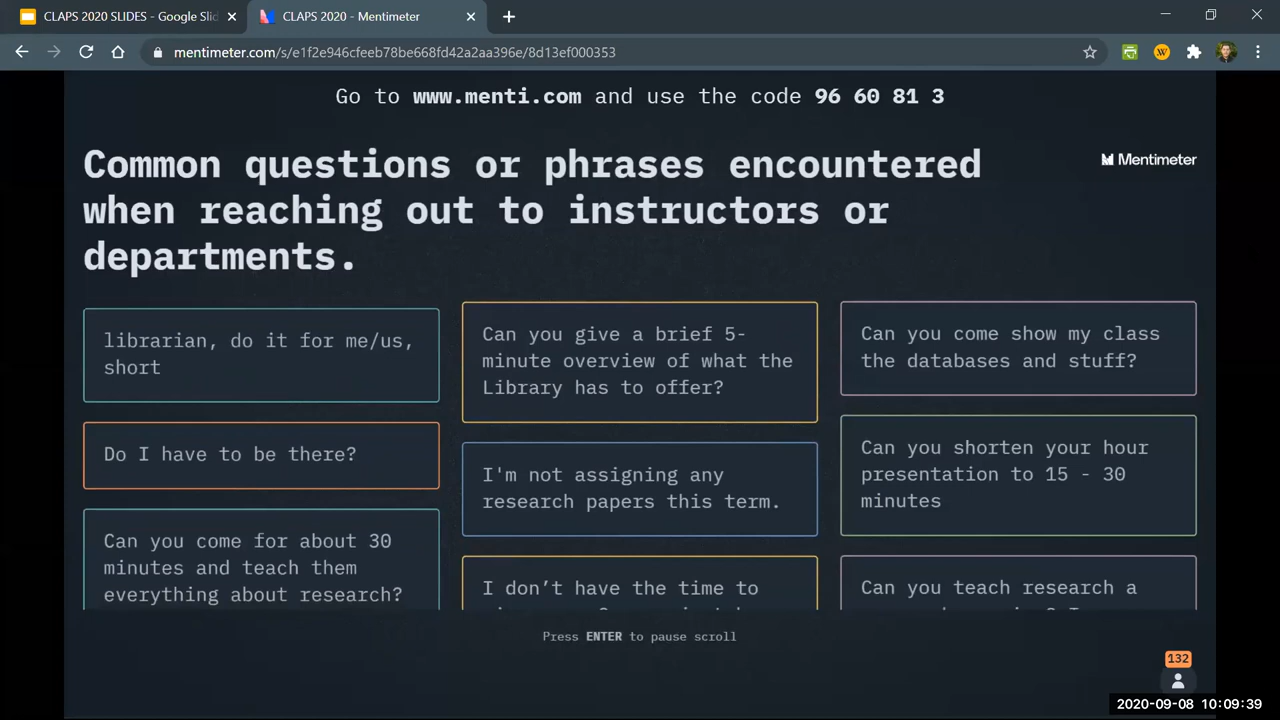 CLAPS 2020 SLIDES - Google Slid
CLAPS 2020 - Mentimeter
mentimeter.com/s/e1f2e946cfeeb78be668fd42a2aa396e/8d13ef000353
Go to www.menti.com and use the code 96 60 81 3
Common questions or phrases encountered
when reaching out to instructors or
departments.
Mentimeter
librarian, do it for me/us,
short
Do I have to be there?
Can you come for about 30
minutes and teach them
everything about research?
Can you give a brief 5-
minute overview of what the
Library has to offer?
I'm not assigning any
research papers this term.
I don’t have the time to
Can you come show my class
the databases and stuff?
Can you shorten your hour
presentation to 15 - 30
minutes
Can you teach research a
Press ENTER to pause scroll
132
2020-09-08 10:09:39